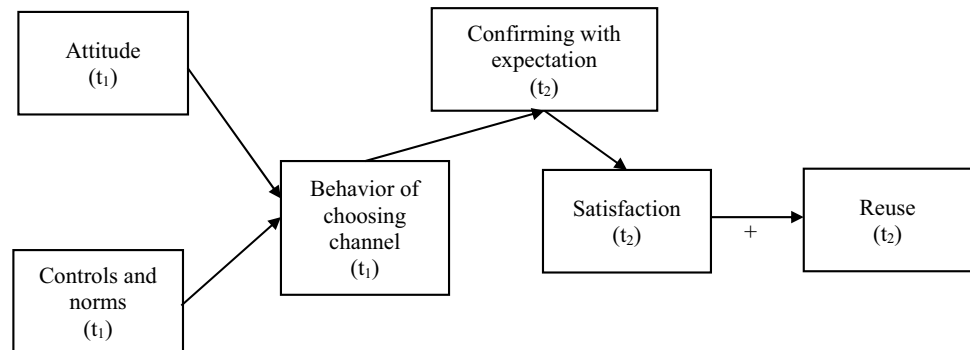 Attitude
(t₁)
Confirming with
expectation
(t₂)
Behavior of
choosing
channel
(t₁)
Satisfaction
(t₂)
+
Reuse
(t₂)
Controls and
norms
(t₁)